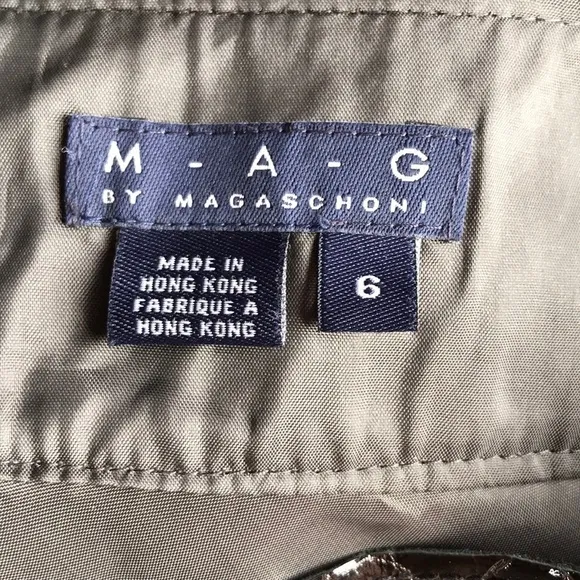 M - A - G
BY MAGASCHONI
MADE IN
HONG KONG
FABRIQUE A
HONG KONG
6